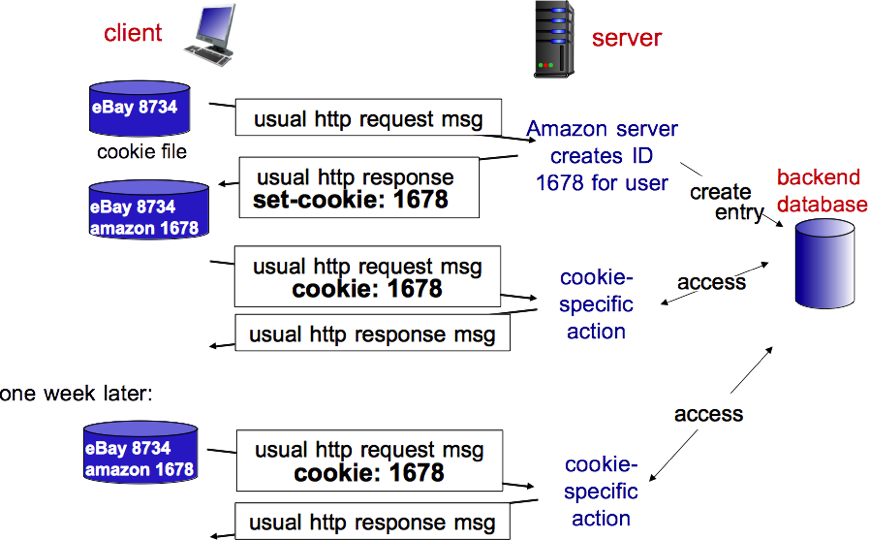 client
server
eBay 8734
cookie file
usual http request msg
Amazon server
creates ID
1678 for user
usual http response
set-cookie: 1678
create
entry
backend
database
eBay 8734
amazon 1678
usual http request msg
cookie: 1678
cookie-
specific
action
access
usual http response msg
one week later:
access
eBay 8734
amazon 1678
usual http request msg
cookie: 1678
cookie-
specific
action
usual http response msg